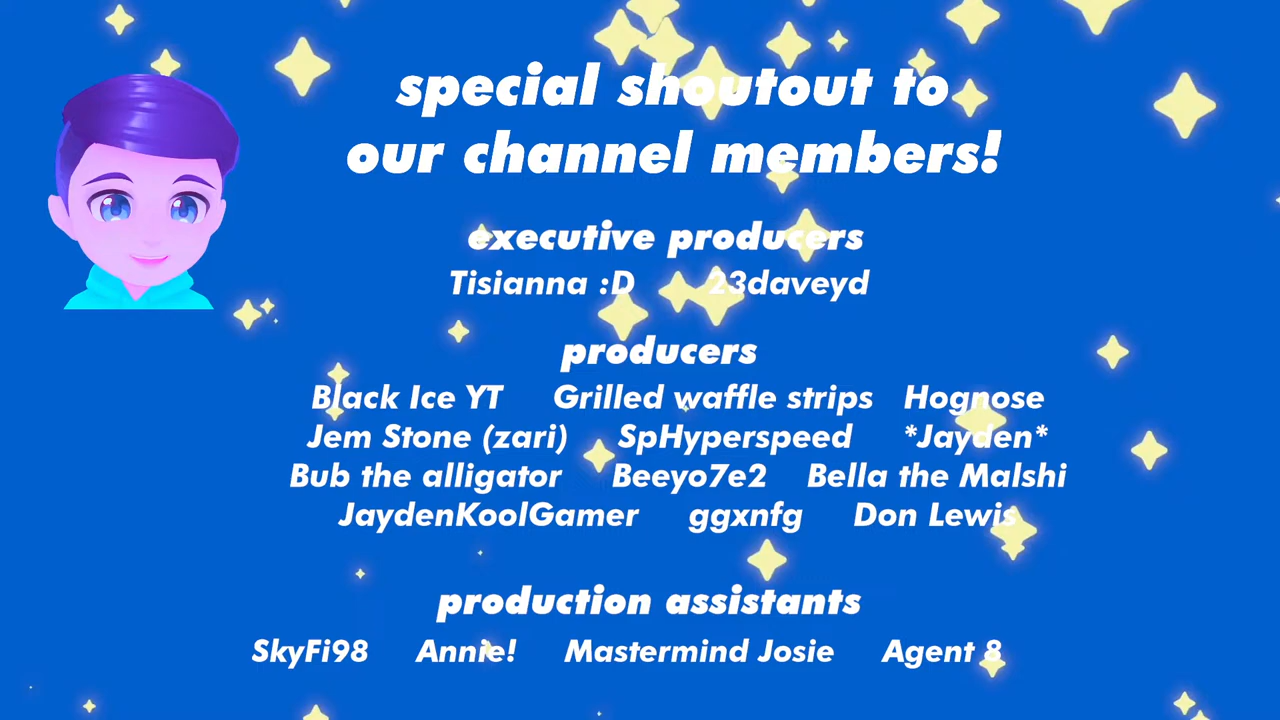 special shoutout to
our channel members!
executive producers
Tisianna :D 23daveyd
producers
Black Ice YT Grilled waffle strips Hognose
Jem Stone (zari) SpHyperspeed *Jayden*
Bub the alligator Beeyo7e2 Bella the Malshi
JaydenKoolGamer ggxnfg Don Lewis
production assistants
SkyFi98 Annie! Mastermind Josie Agent 8